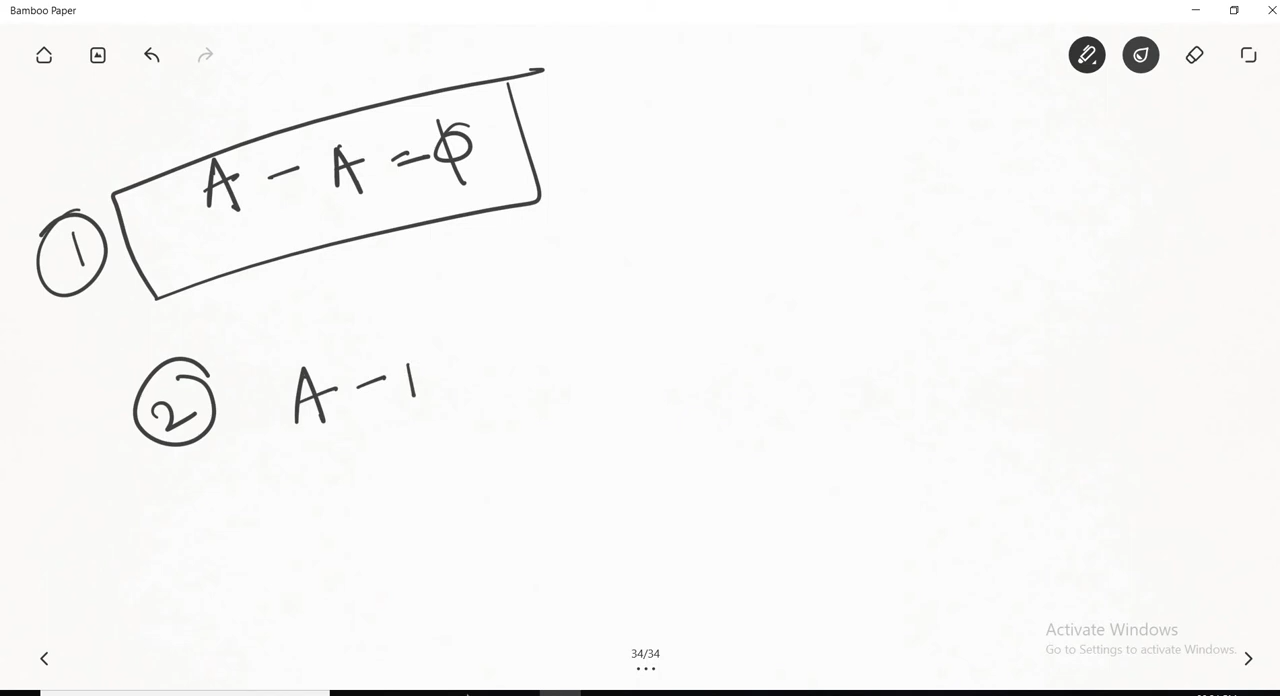 Bamboo Paper
A - A = ϕ
1
2 A - 1
34/34
Activate Windows
Go to Settings to activate Windows.